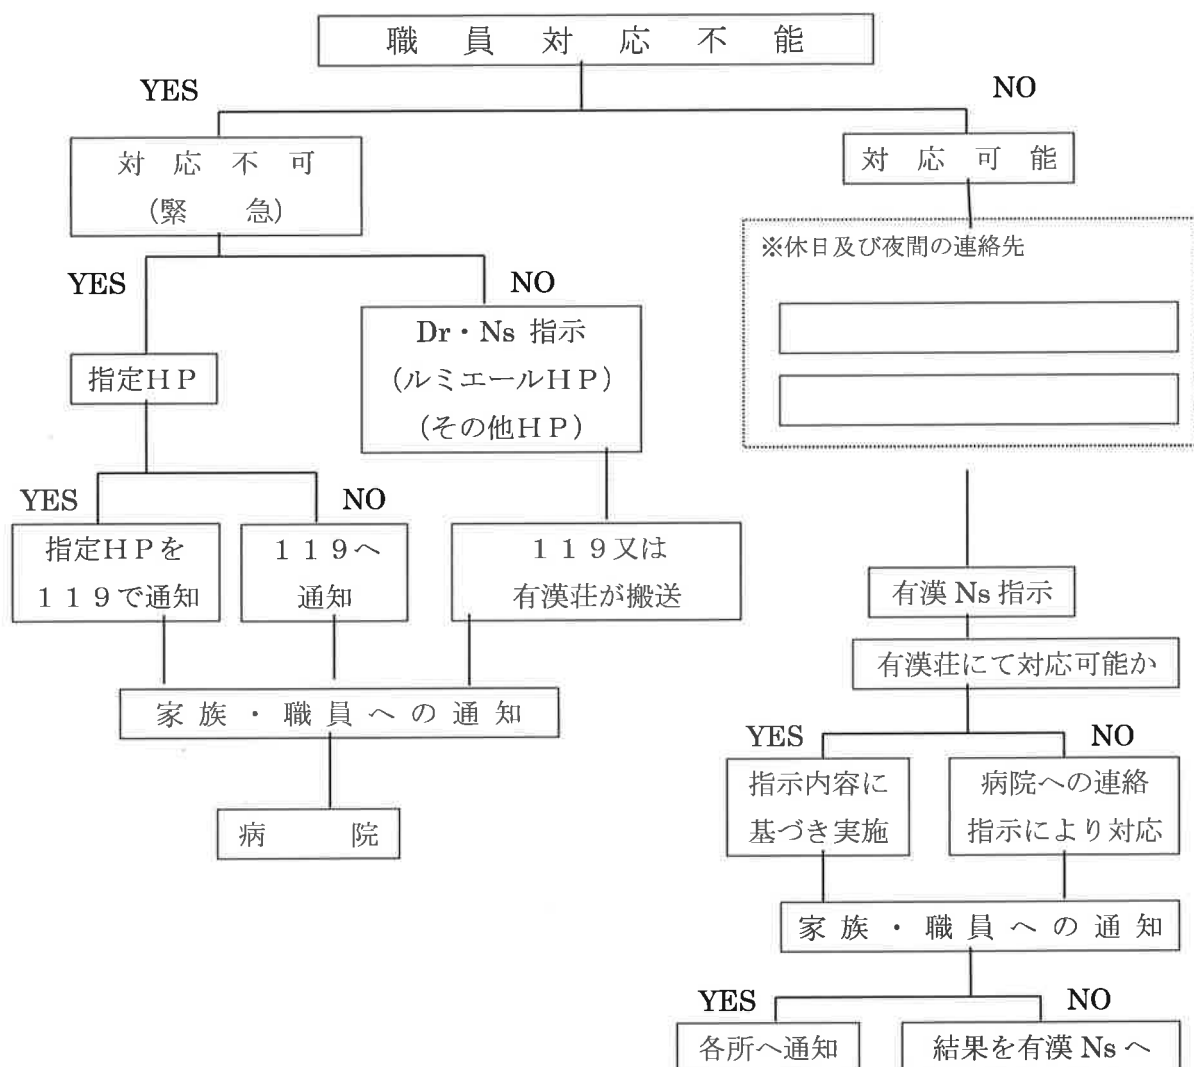 職員対応不能
YES
NO
対応不可
（緊　急）
対応可能
※休日及び夜間の連絡先
YES
NO
指定ＨＰ
Dr・Ns 指示
（ルミエールＨＰ）
（その他ＨＰ）
YES
NO
指定ＨＰを
１１９で通知
１１９へ
通知
１１９又は
有漢荘が搬送
家族・職員への通知
病院
有漢 Ns 指示
有漢荘にて対応可能か
YES
NO
指示内容に
基づき実施
病院への連絡
指示により対応
家族・職員への通知
YES
NO
各所へ通知
結果を有漢 Ns へ